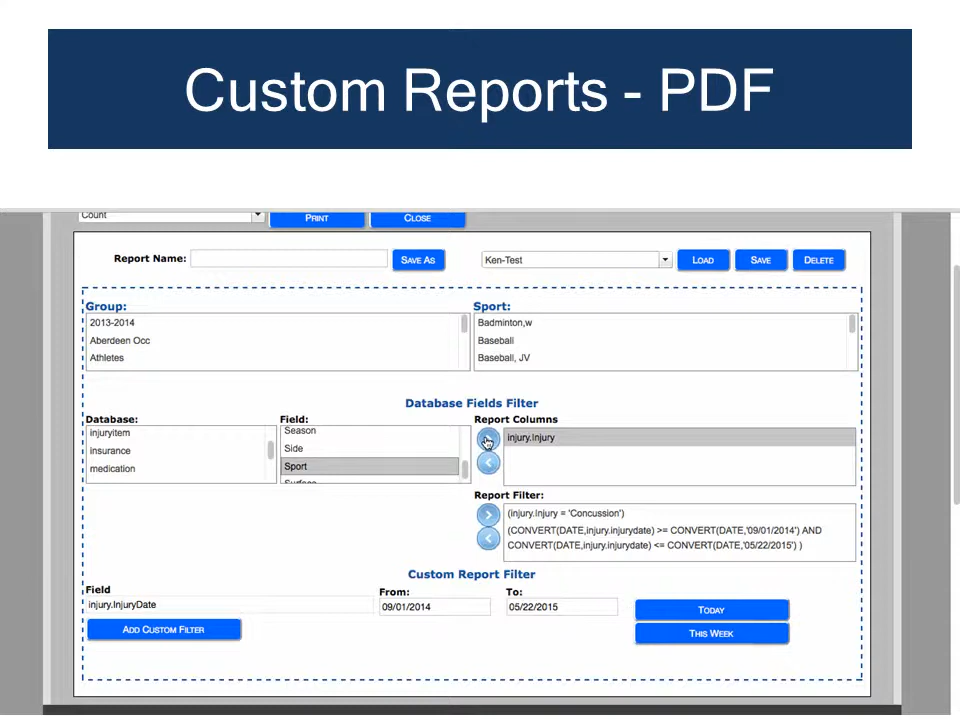 Custom Reports - PDF
Count
PRINT
CLOSE
Report Name:
SAVE AS
Ken-Test
LOAD
SAVE
DELETE
Group:
2013-2014
Aberdeen Occ
Athletes
Sport:
Badminton,w
Baseball
Baseball, JV
Database Fields Filter
Database:
injuryitem
insurance
medication
Field:
Season
Side
Sport
Surface
Report Columns
injury.Injury
Report Filter:
(injury.Injury = 'Concussion')
(CONVERT(DATE,injury.injurydate) >= CONVERT(DATE,'09/01/2014') AND
CONVERT(DATE,injury.injurydate) <= CONVERT(DATE,'05/22/2015') )
Custom Report Filter
Field
injury.InjuryDate
From:
09/01/2014
To:
05/22/2015
ADD CUSTOM FILTER
TODAY
THIS WEEK